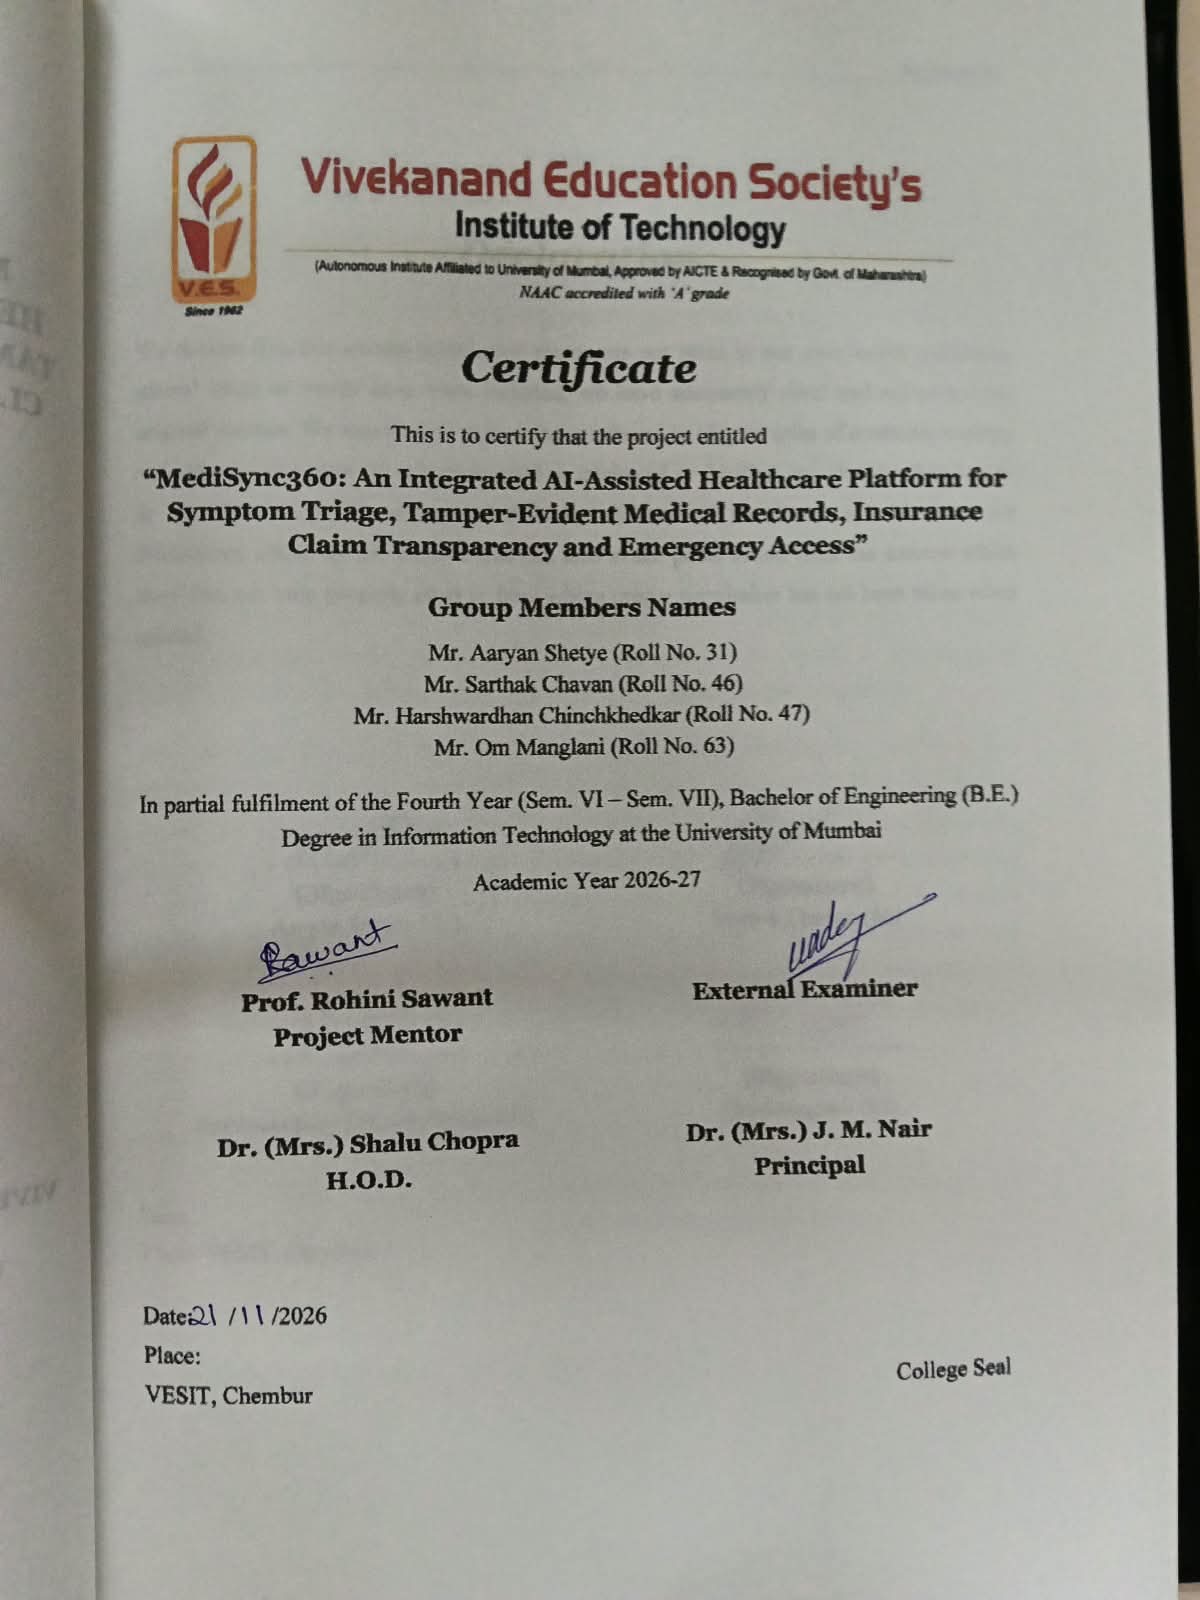 V.E.S.
Since 1962
Vivekanand Education Society's
Institute of Technology
(Autonomous Institute Affiliated to University of Mumbai, Approved by AICTE & Recognised by Govt. of Maharashtra)
NAAC accredited with 'A' grade
Certificate
This is to certify that the project entitled
“MediSync360: An Integrated AI-Assisted Healthcare Platform for
Symptom Triage, Tamper-Evident Medical Records, Insurance
Claim Transparency and Emergency Access”
Group Members Names
Mr. Aaryan Shetye (Roll No. 31)
Mr. Sarthak Chavan (Roll No. 46)
Mr. Harshwardhan Chinchkhedkar (Roll No. 47)
Mr. Om Manglani (Roll No. 63)
In partial fulfilment of the Fourth Year (Sem. VI – Sem. VII), Bachelor of Engineering (B.E.)
Degree in Information Technology at the University of Mumbai
Academic Year 2026-27
Rawant
Prof. Rohini Sawant
Project Mentor
External Examiner
Dr. (Mrs.) Shalu Chopra
H.O.D.
Dr. (Mrs.) J. M. Nair
Principal
Date:21 /11 /2026
Place:
VESIT, Chembur
College Seal